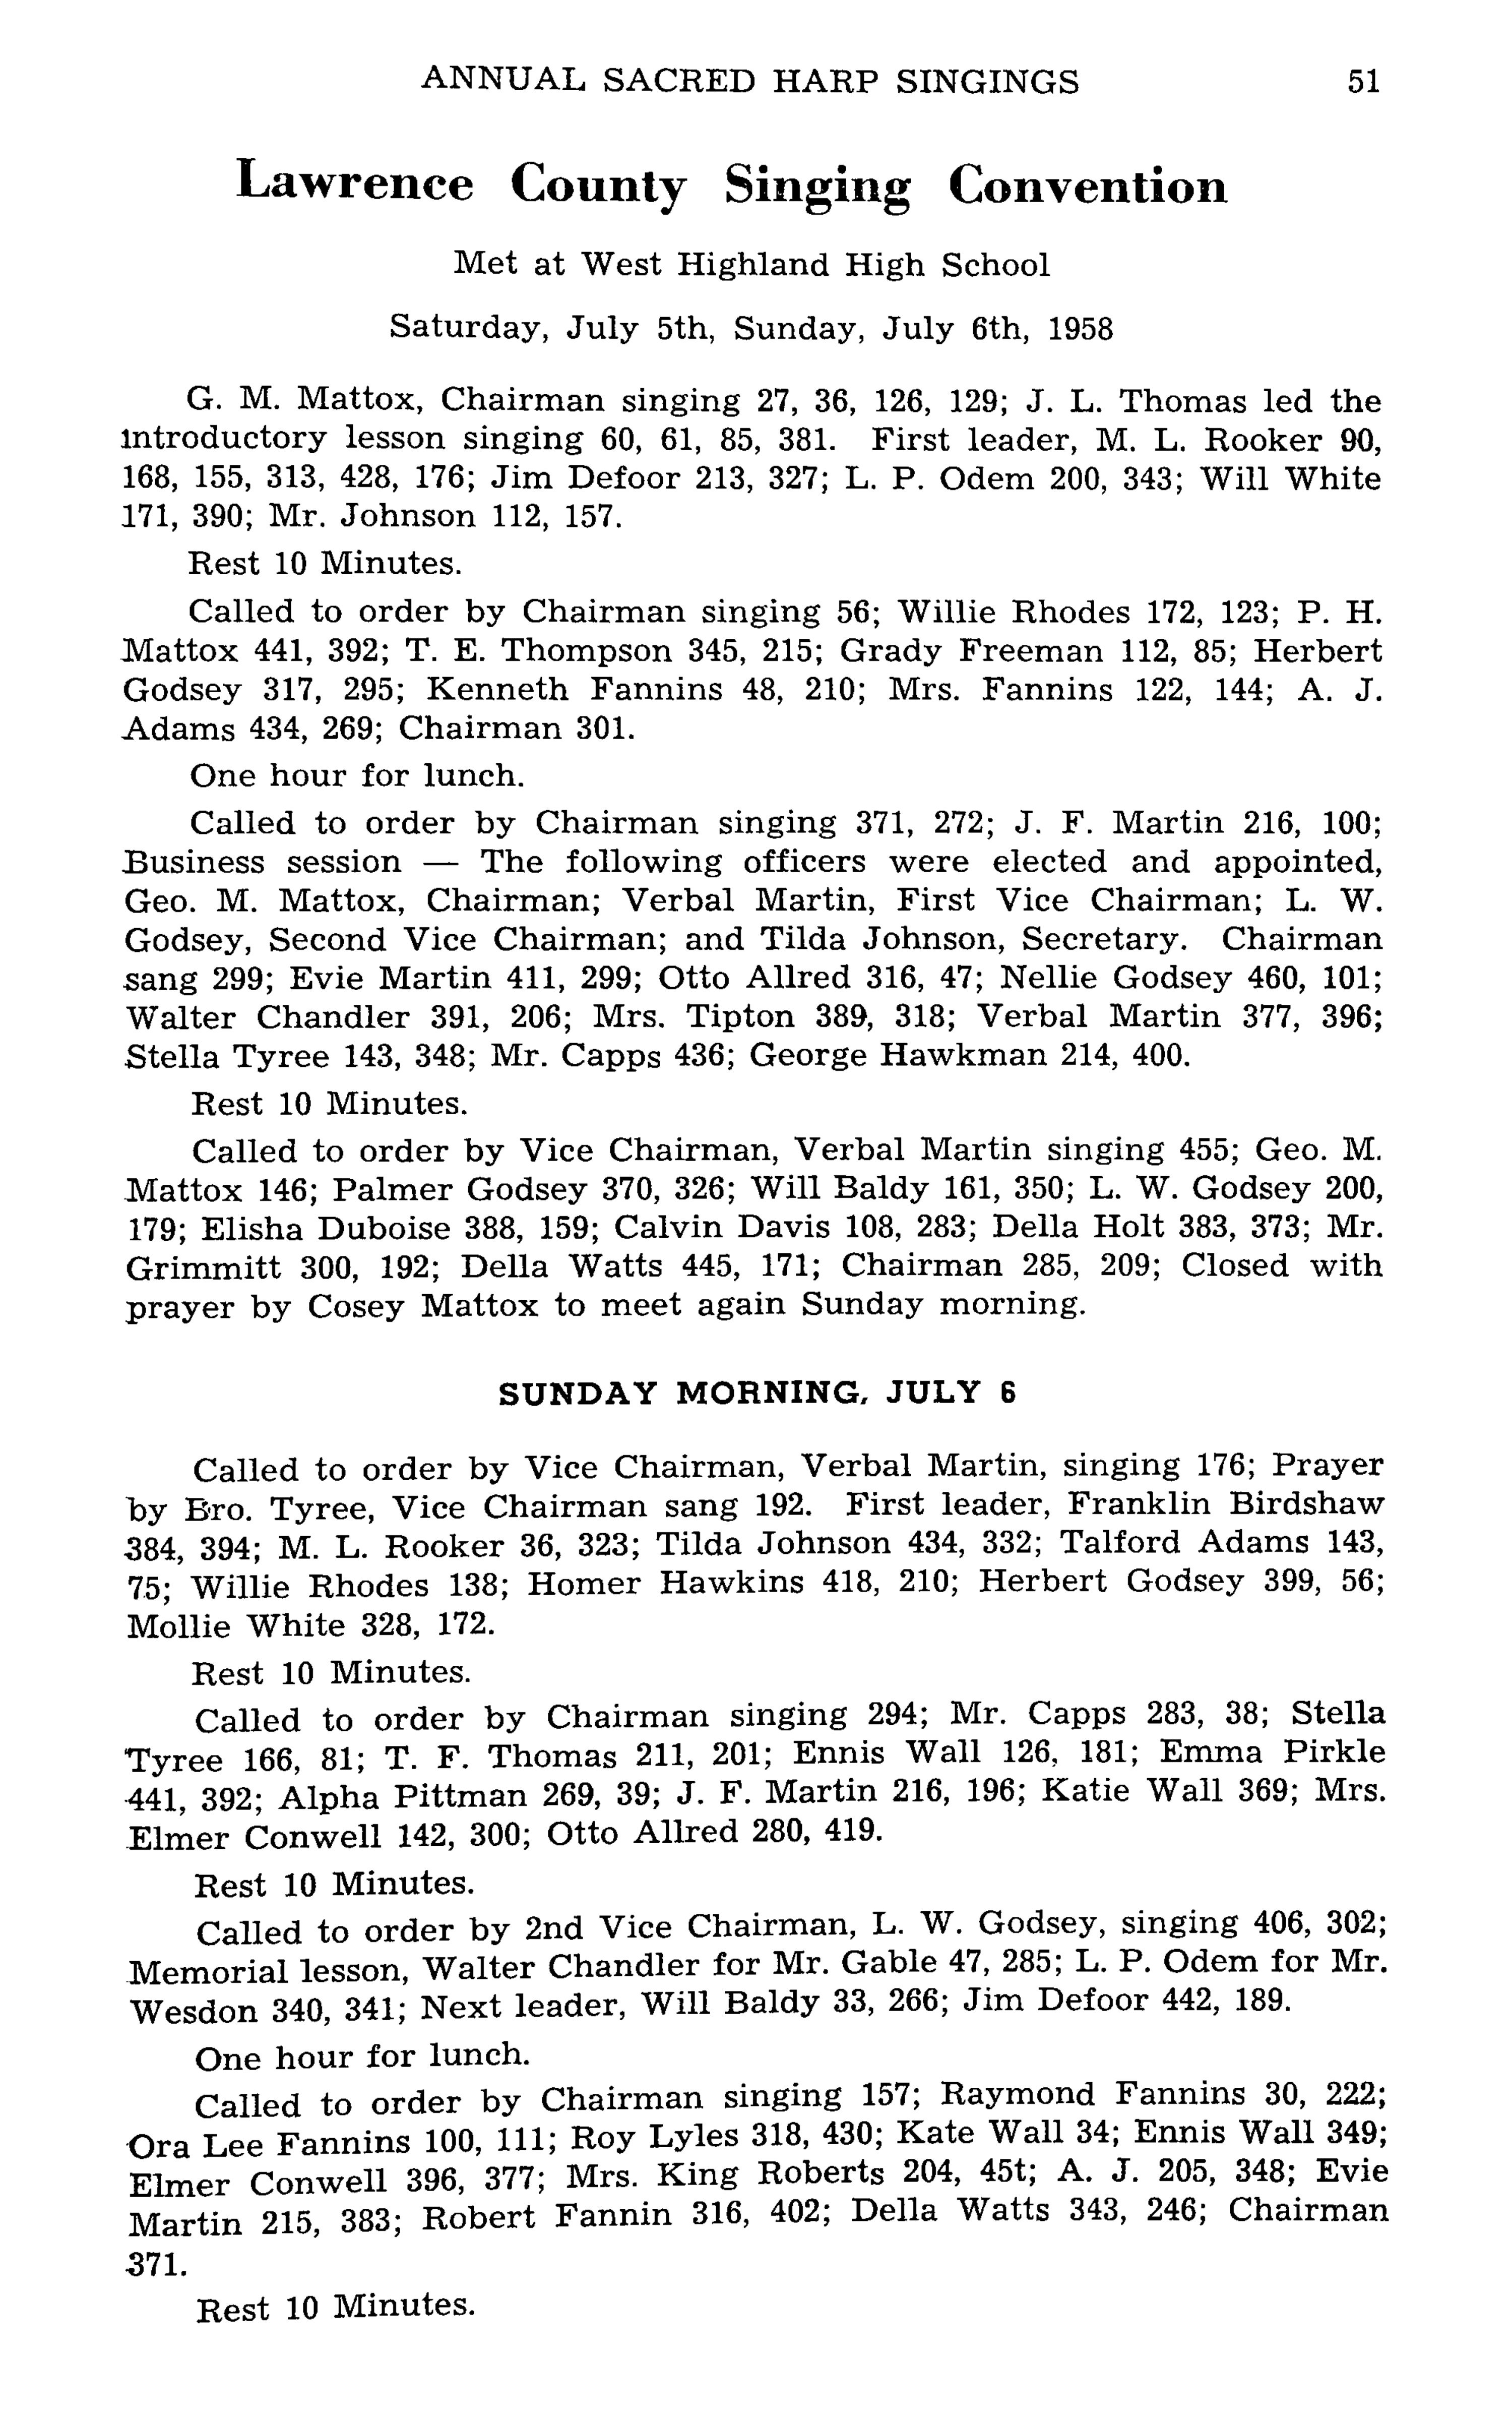 ANNUAL SACRED HARP SINGINGS 51
Lawrence County Singing Convention
Met at West Highland High School
Saturday, July 5th, Sunday, July 6th, 1958
G. M. Mattox, Chairman singing 27, 36, 126, 129; J. L. Thomas led the
introductory lesson singing 60, 61, 85, 381. First leader, M. L. Rooker 90,
168, 155, 313, 428, 176; Jim Defoor 213, 327; L. P. Odem 200, 343; Will White
171, 390; Mr. Johnson 112, 157.
Rest 10 Minutes.
Called to order by Chairman singing 56; Willie Rhodes 172, 123; P. H.
Mattox 441, 392; T. E. Thompson 345, 215; Grady Freeman 112, 85; Herbert
Godsey 317, 295; Kenneth Fannins 48, 210; Mrs. Fannins 122, 144; A. J.
Adams 434, 269; Chairman 301.
One hour for lunch.
Called to order by Chairman singing 371, 272; J. F. Martin 216, 100;
Business session — The following officers were elected and appointed,
Geo. M. Mattox, Chairman; Verbal Martin, First Vice Chairman; L. W.
Godsey, Second Vice Chairman; and Tilda Johnson, Secretary. Chairman
sang 299; Evie Martin 411, 299; Otto Allred 316, 47; Nellie Godsey 460, 101;
Walter Chandler 391, 206; Mrs. Tipton 389, 318; Verbal Martin 377, 396;
Stella Tyree 143, 348; Mr. Capps 436; George Hawkman 214, 400.
Rest 10 Minutes.
Called to order by Vice Chairman, Verbal Martin singing 455; Geo. M.
Mattox 146; Palmer Godsey 370, 326; Will Baldy 161, 350; L. W. Godsey 200,
179; Elisha Duboise 388, 159; Calvin Davis 108, 283; Della Holt 383, 373; Mr.
Grimmitt 300, 192; Della Watts 445, 171; Chairman 285, 209; Closed with
prayer by Cosey Mattox to meet again Sunday morning.
SUNDAY MORNING, JULY 6
Called to order by Vice Chairman, Verbal Martin, singing 176; Prayer
by Bro. Tyree, Vice Chairman sang 192. First leader, Franklin Birdshaw
384, 394; M. L. Rooker 36, 323; Tilda Johnson 434, 332; Talford Adams 143,
75; Willie Rhodes 138; Homer Hawkins 418, 210; Herbert Godsey 399, 56;
Mollie White 328, 172.
Rest 10 Minutes.
Called to order by Chairman singing 294; Mr. Capps 283, 38; Stella
Tyree 166, 81; T. F. Thomas 211, 201; Ennis Wall 126, 181; Emma Pirkle
441, 392; Alpha Pittman 269, 39; J. F. Martin 216, 196; Katie Wall 369; Mrs.
Elmer Conwell 142, 300; Otto Allred 280, 419.
Rest 10 Minutes.
Called to order by 2nd Vice Chairman, L. W. Godsey, singing 406, 302;
Memorial lesson, Walter Chandler for Mr. Gable 47, 285; L. P. Odem for Mr.
Wesdon 340, 341; Next leader, Will Baldy 33, 266; Jim Defoor 442, 189.
One hour for lunch.
Called to order by Chairman singing 157; Raymond Fannins 30, 222;
Ora Lee Fannins 100, 111; Roy Lyles 318, 430; Kate Wall 34; Ennis Wall 349;
Elmer Conwell 396, 377; Mrs. King Roberts 204, 45t; A. J. 205, 348; Evie
Martin 215, 383; Robert Fannin 316, 402; Della Watts 343, 246; Chairman
371.
Rest 10 Minutes.